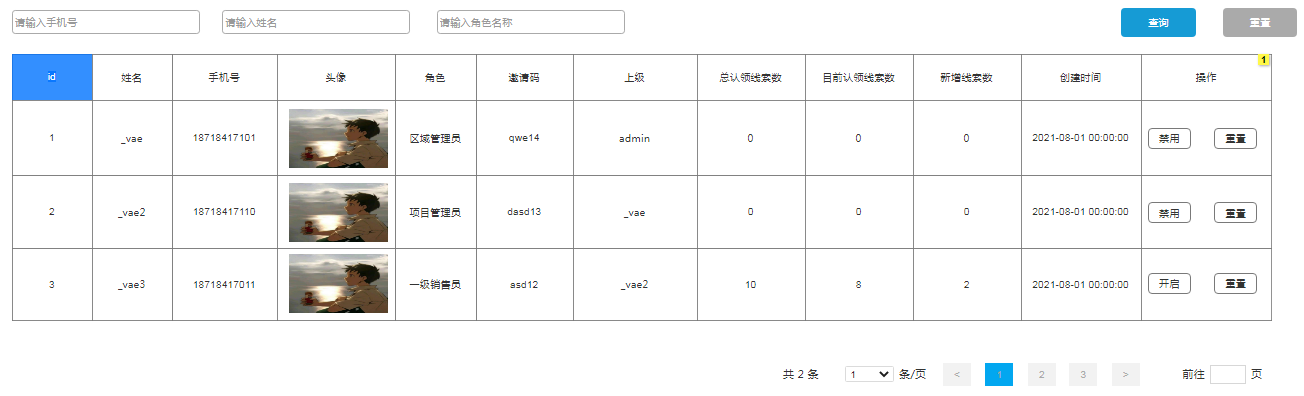 请输入手机号 请输入姓名 请输入角色名称 查询 重置
id 姓名 手机号 头像 角色 邀请码 上级 总认领线索数 目前认领线索数 新增线索数 创建时间 操作 1
1 _vae 18718417101 区域管理员 qwe14 admin 0 0 0 2021-08-01 00:00:00 禁用 重置
2 _vae2 18718417110 项目管理员 dasd13 _vae 0 0 0 2021-08-01 00:00:00 禁用 重置
3 _vae3 18718417011 一级销售员 asd12 _vae2 10 8 2 2021-08-01 00:00:00 开启 重置
共 2 条 1 条/页 < 1 2 3 > 前往 页